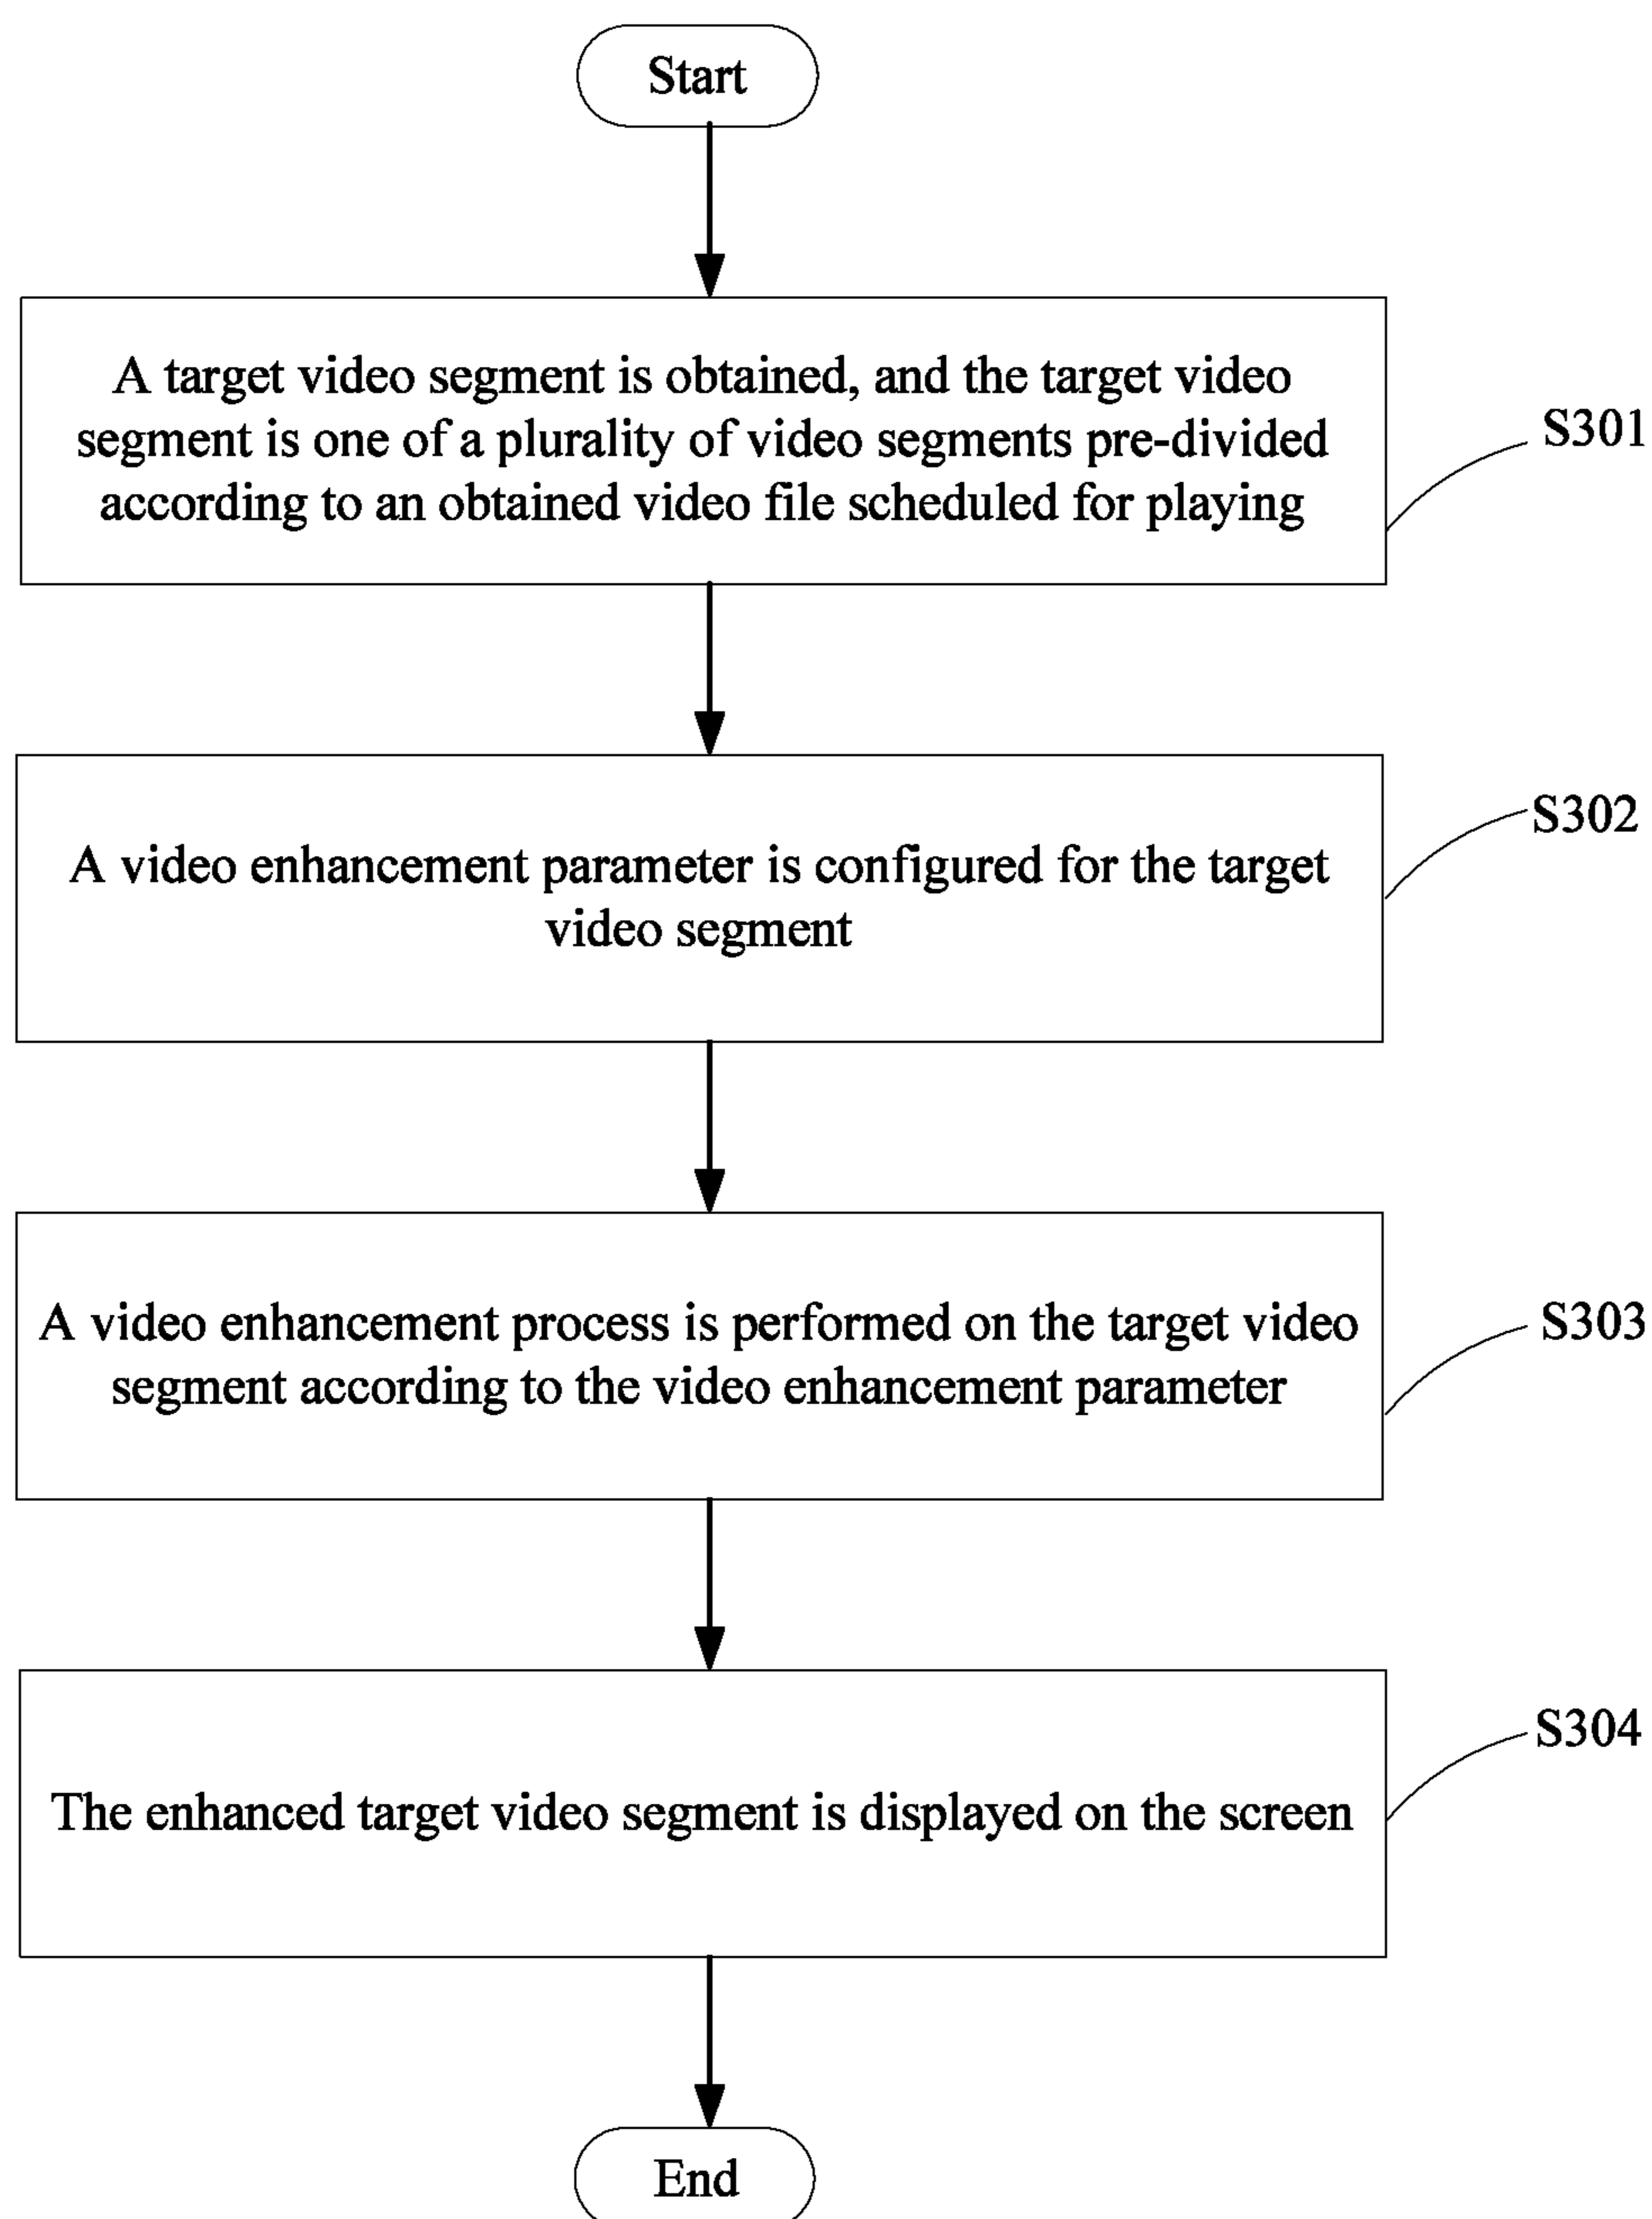 Start
A target video segment is obtained, and the target video
segment is one of a plurality of video segments pre-divided
according to an obtained video file scheduled for playing
S301
A video enhancement parameter is configured for the target
video segment
S302
A video enhancement process is performed on the target video
segment according to the video enhancement parameter
S303
The enhanced target video segment is displayed on the screen
S304
End